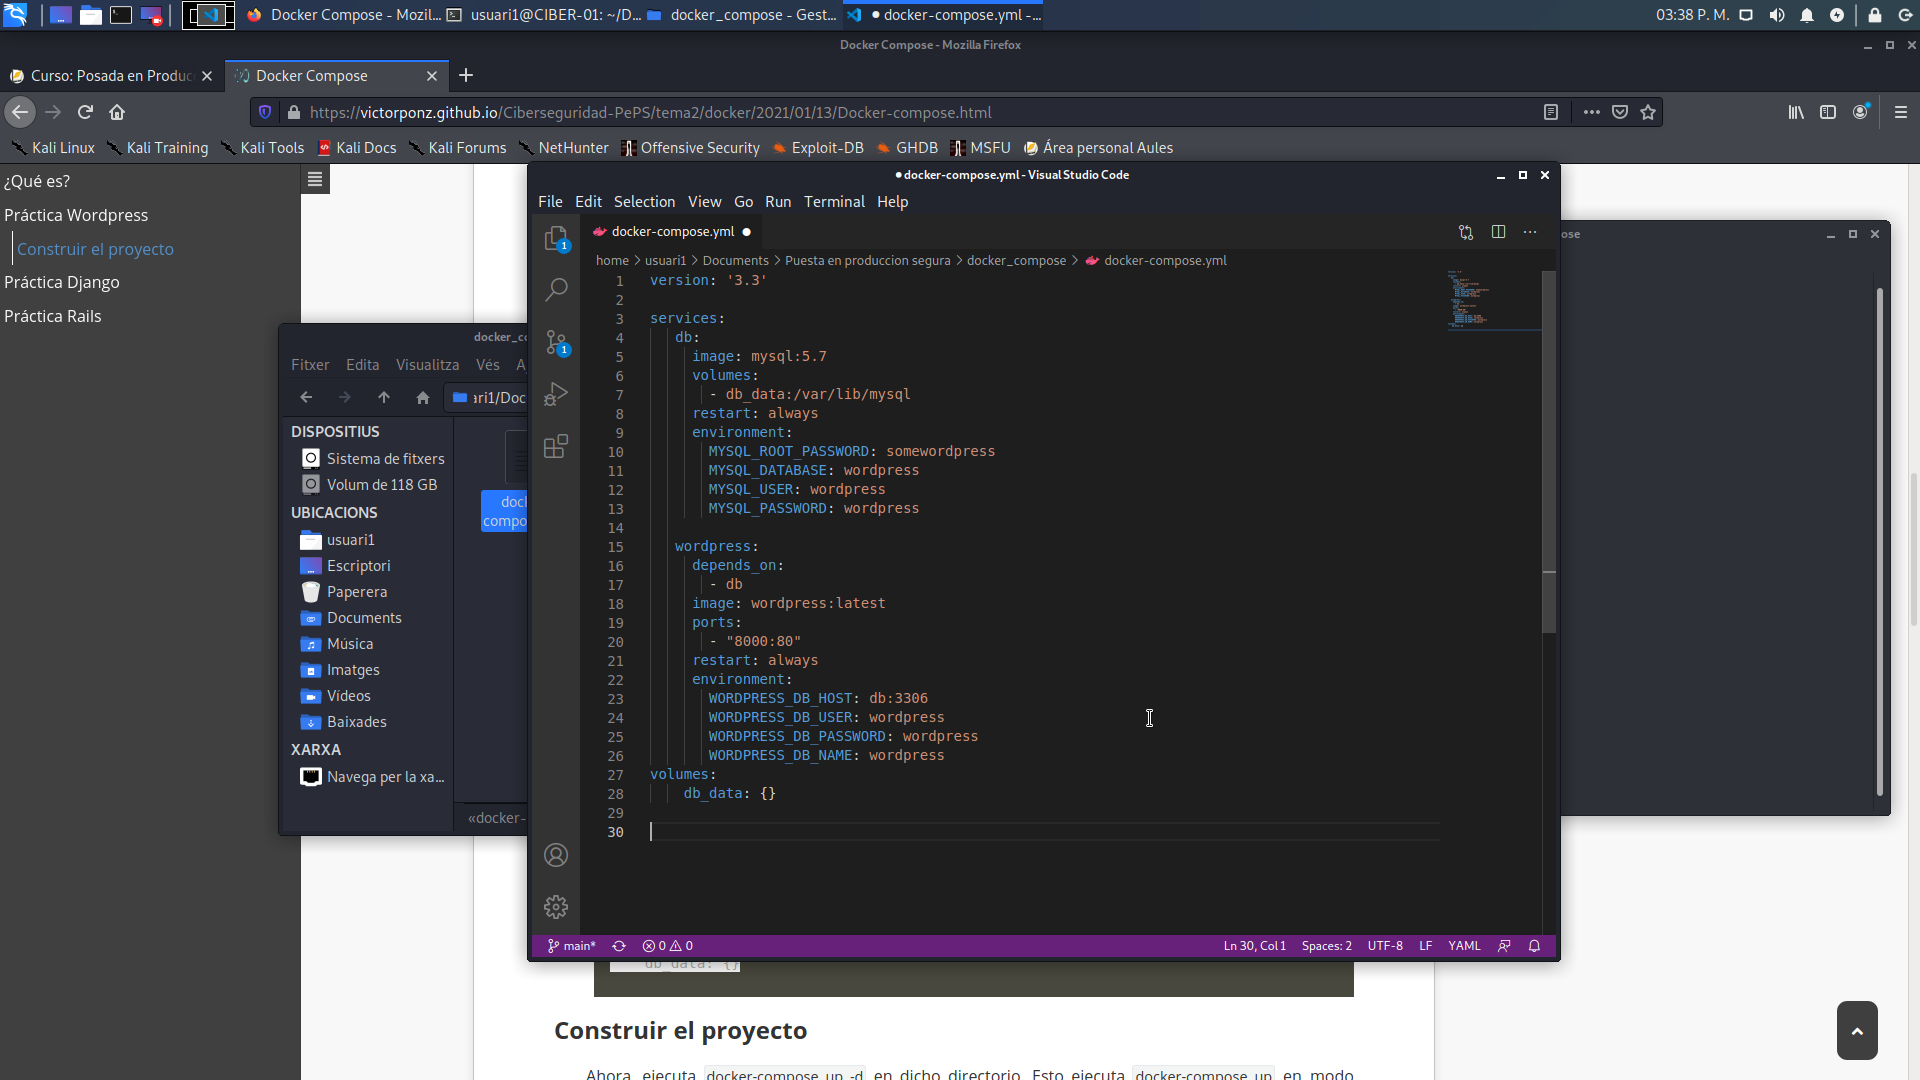 Docker Compose - Mozil...
usuari1@CIBER-01: ~/D...
docker_compose - Gest...
● docker-compose.yml -...
03:38 P. M.
Docker Compose - Mozilla Firefox
Curso: Posada en Produc
Docker Compose
https://victorponz.github.io/Ciberseguridad-PePS/tema2/docker/2021/01/13/Docker-compose.html
Kali Linux
Kali Training
Kali Tools
Kali Docs
Kali Forums
NetHunter
Offensive Security
Exploit-DB
GHDB
MSFU
Área personal Aules
¿Qué es?
Práctica Wordpress
Construir el proyecto
Práctica Django
Práctica Rails
docker_co
Fitxer Edita Visualitza Vés A
ari1/Doc
DISPOSITIUS
Sistema de fitxers
Volum de 118 GB
UBICACIONS
usuari1
Escriptori
Paperera
Documents
Música
Imatges
Vídeos
Baixades
XARXA
Navega per la xa...
doc
compo
«docker-
ose
● docker-compose.yml - Visual Studio Code
File Edit Selection View Go Run Terminal Help
docker-compose.yml ●
home > usuari1 > Documents > Puesta en produccion segura > docker_compose > docker-compose.yml
1
1
1 version: '3.3'
2
3 services:
4 db:
5 image: mysql:5.7
6 volumes:
7 - db_data:/var/lib/mysql
8 restart: always
9 environment:
10 MYSQL_ROOT_PASSWORD: somewordpress
11 MYSQL_DATABASE: wordpress
12 MYSQL_USER: wordpress
13 MYSQL_PASSWORD: wordpress
14
15 wordpress:
16 depends_on:
17 - db
18 image: wordpress:latest
19 ports:
20 - "8000:80"
21 restart: always
22 environment:
23 WORDPRESS_DB_HOST: db:3306
24 WORDPRESS_DB_USER: wordpress
25 WORDPRESS_DB_PASSWORD: wordpress
26 WORDPRESS_DB_NAME: wordpress
27 volumes:
28 db_data: {}
29
30
main* 0 0 Ln 30, Col 1 Spaces: 2 UTF-8 LF YAML
db_data: {}
Construir el proyecto
Ahora, ejecuta docker-compose up -d en dicho directorio. Esto ejecuta docker-compose up en modo